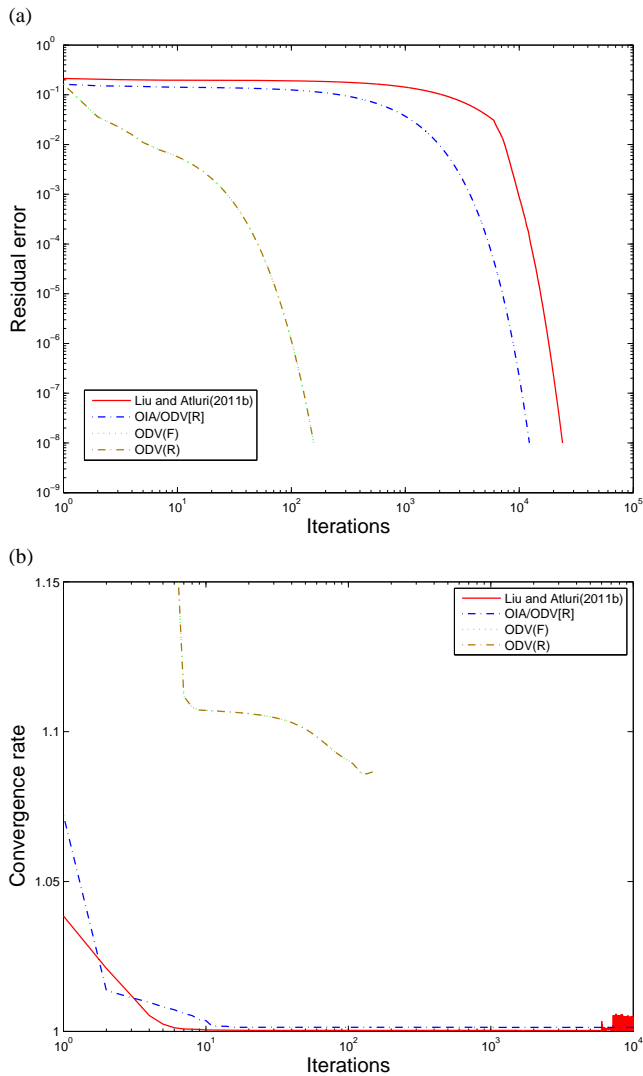 (a)
10^0
10^-1
10^-2
10^-3
10^-4
10^-5
10^-6
10^-7
10^-8
10^-9
Residual error
Liu and Atluri(2011b)
OIA/ODV[R]
ODV(F)
ODV(R)
10^0 10^1 10^2 10^3 10^4 10^5
Iterations
(b)
1.15
1.1
1.05
1
Convergence rate
Liu and Atluri(2011b)
OIA/ODV[R]
ODV(F)
ODV(R)
10^0 10^1 10^2 10^3 10^4
Iterations